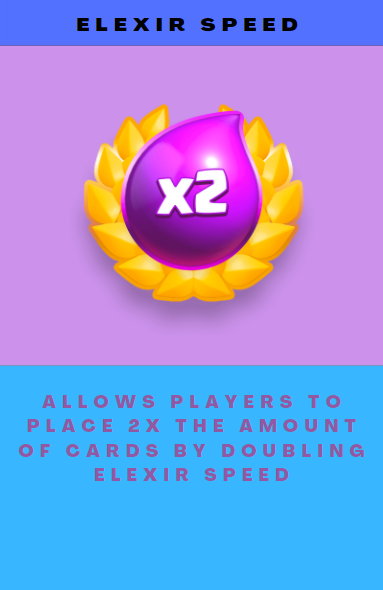 ELEXIR SPEED
x2
ALLOWS PLAYERS TO
PLACE 2X THE AMOUNT
OF CARDS BY DOUBLING
ELEXIR SPEED